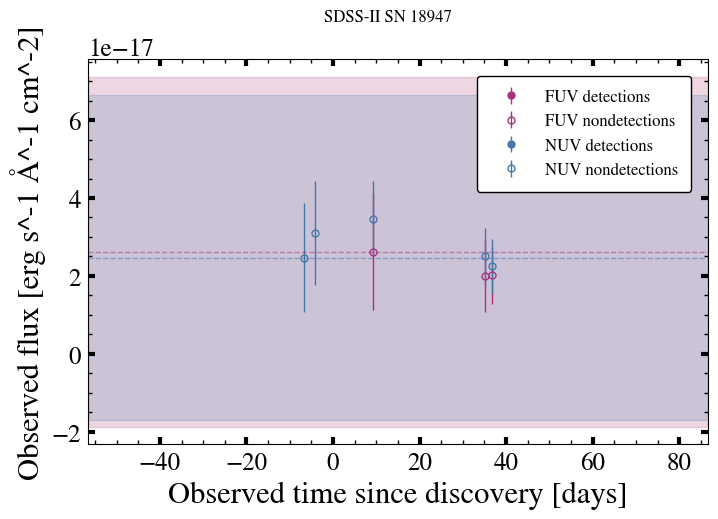 SDSS-II SN 18947
1e−17
Observed flux [erg s^-1 Å^-1 cm^-2]
6
4
2
0
−2
FUV detections
FUV nondetections
NUV detections
NUV nondetections
−40 −20 0 20 40 60 80
Observed time since discovery [days]